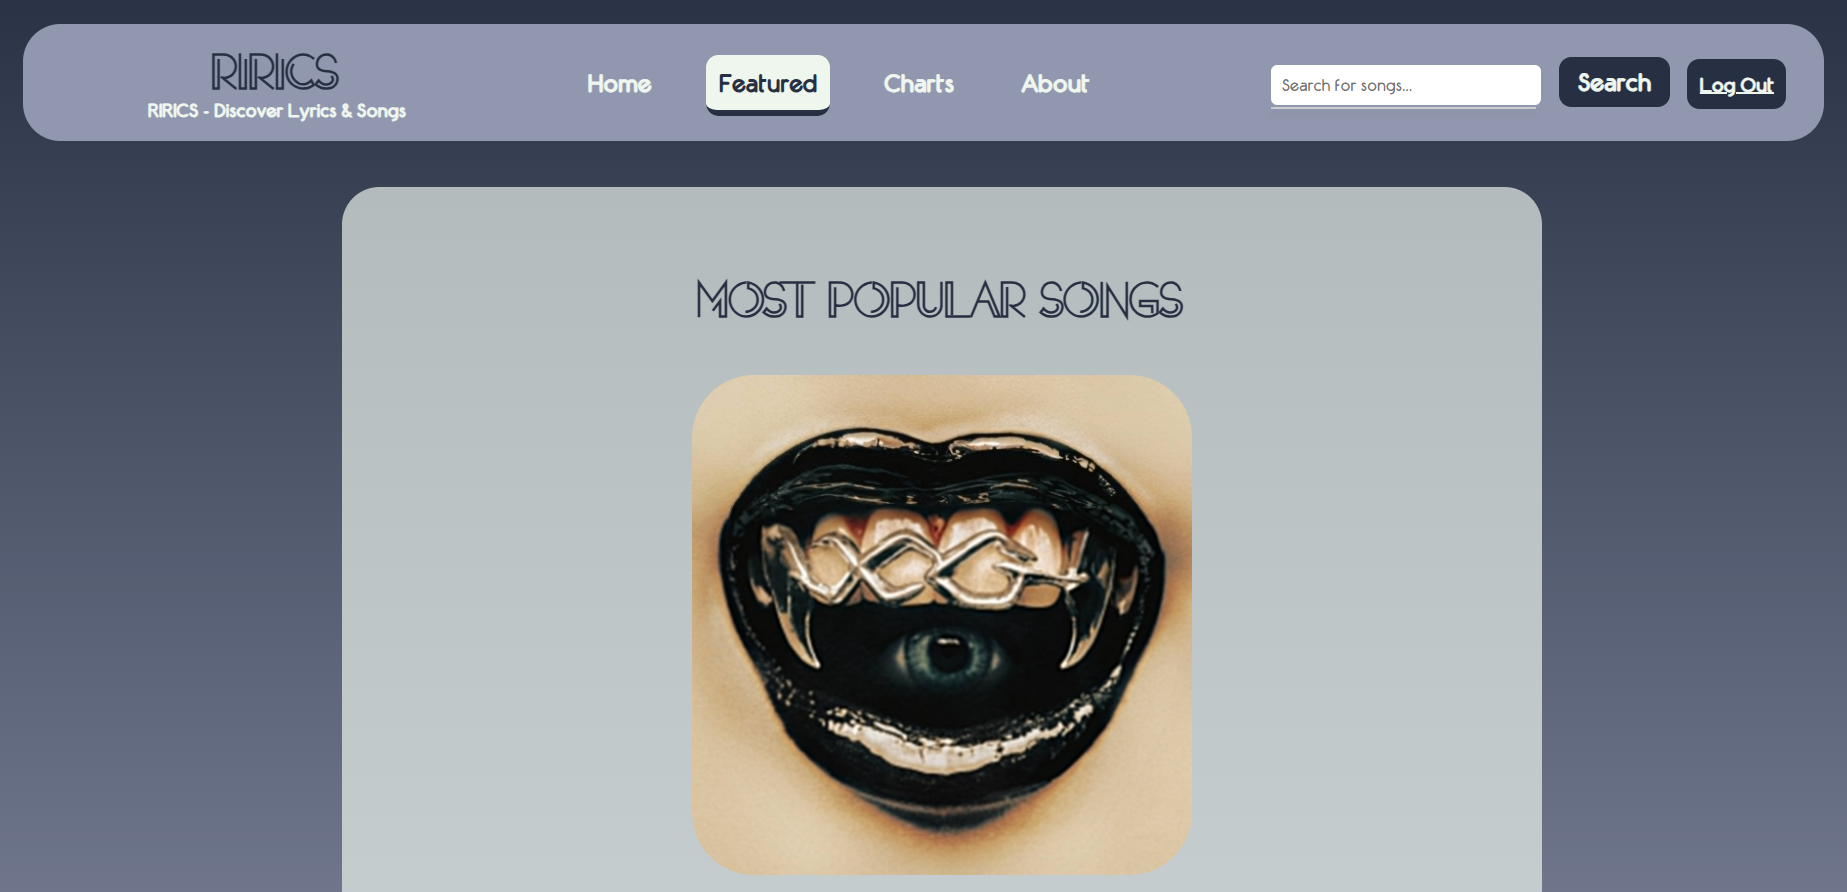 RIRICS
RIRICS - Discover Lyrics & Songs
Home
Featured
Charts
About
Search for songs...
Search
Log Out
MOST POPULAR SONGS